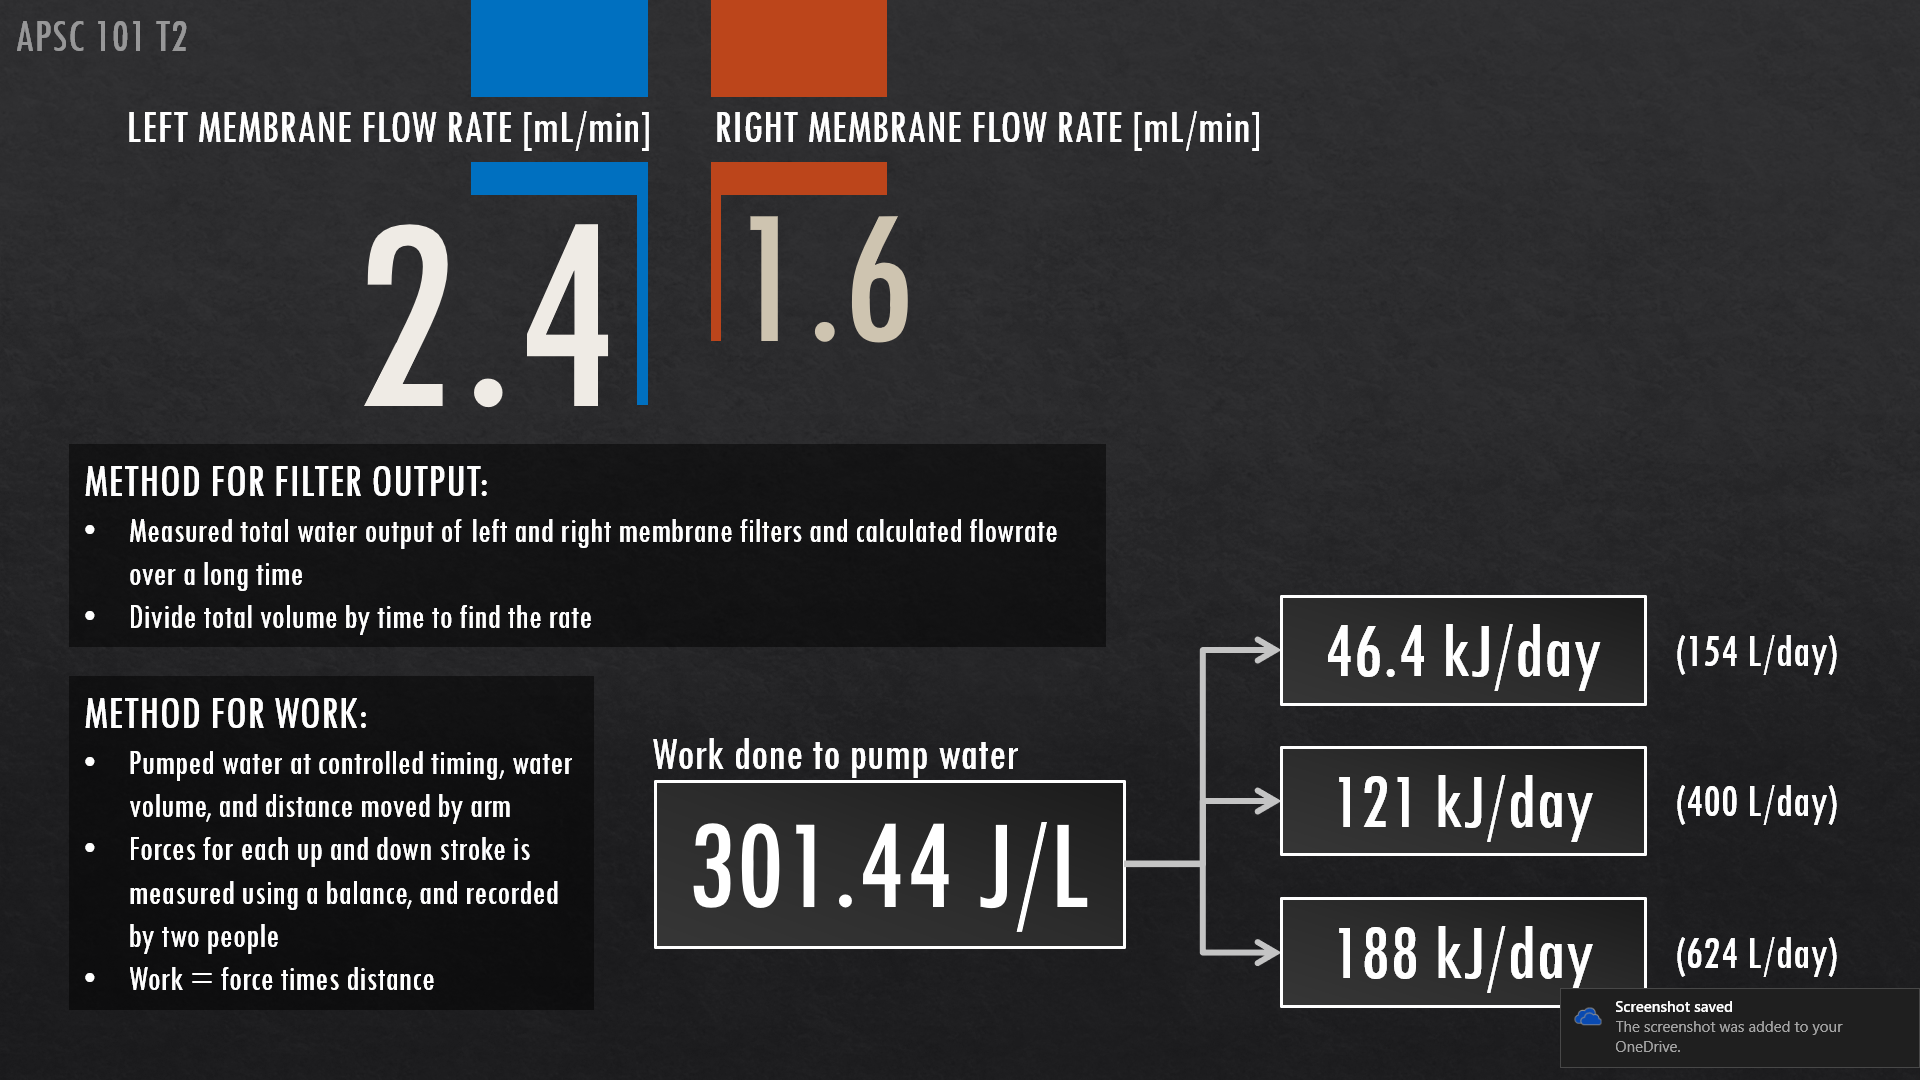 APSC 101 T2
LEFT MEMBRANE FLOW RATE [mL/min]
RIGHT MEMBRANE FLOW RATE [mL/min]
2.4
1.6
METHOD FOR FILTER OUTPUT:
• Measured total water output of left and right membrane filters and calculated flowrate
over a long time
• Divide total volume by time to find the rate
METHOD FOR WORK:
• Pumped water at controlled timing, water
volume, and distance moved by arm
• Forces for each up and down stroke is
measured using a balance, and recorded
by two people
• Work = force times distance
Work done to pump water
301.44 J/L
46.4 kJ/day
(154 L/day)
121 kJ/day
(400 L/day)
188 kJ/day
(624 L/day)
Screenshot saved
The screenshot was added to your
OneDrive.